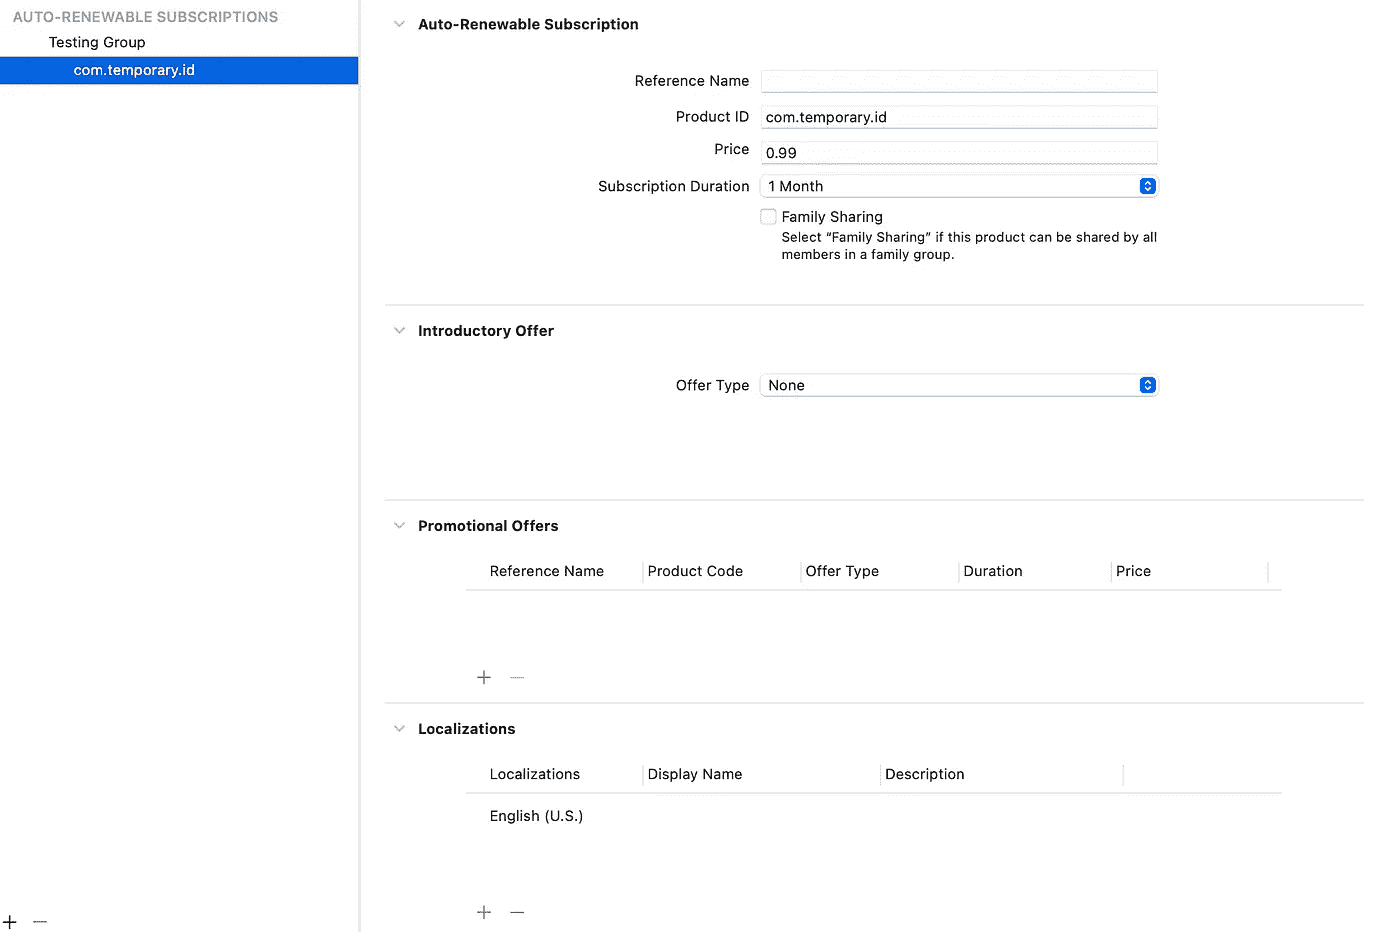 AUTO-RENEWABLE SUBSCRIPTIONS
Testing Group
com.temporary.id
Auto-Renewable Subscription
Reference Name
Product ID com.temporary.id
Price 0.99
Subscription Duration 1 Month
Family Sharing
Select “Family Sharing” if this product can be shared by all
members in a family group.
Introductory Offer
Offer Type None
Promotional Offers
Reference Name Product Code Offer Type Duration Price
Localizations
Localizations Display Name Description
English (U.S.)